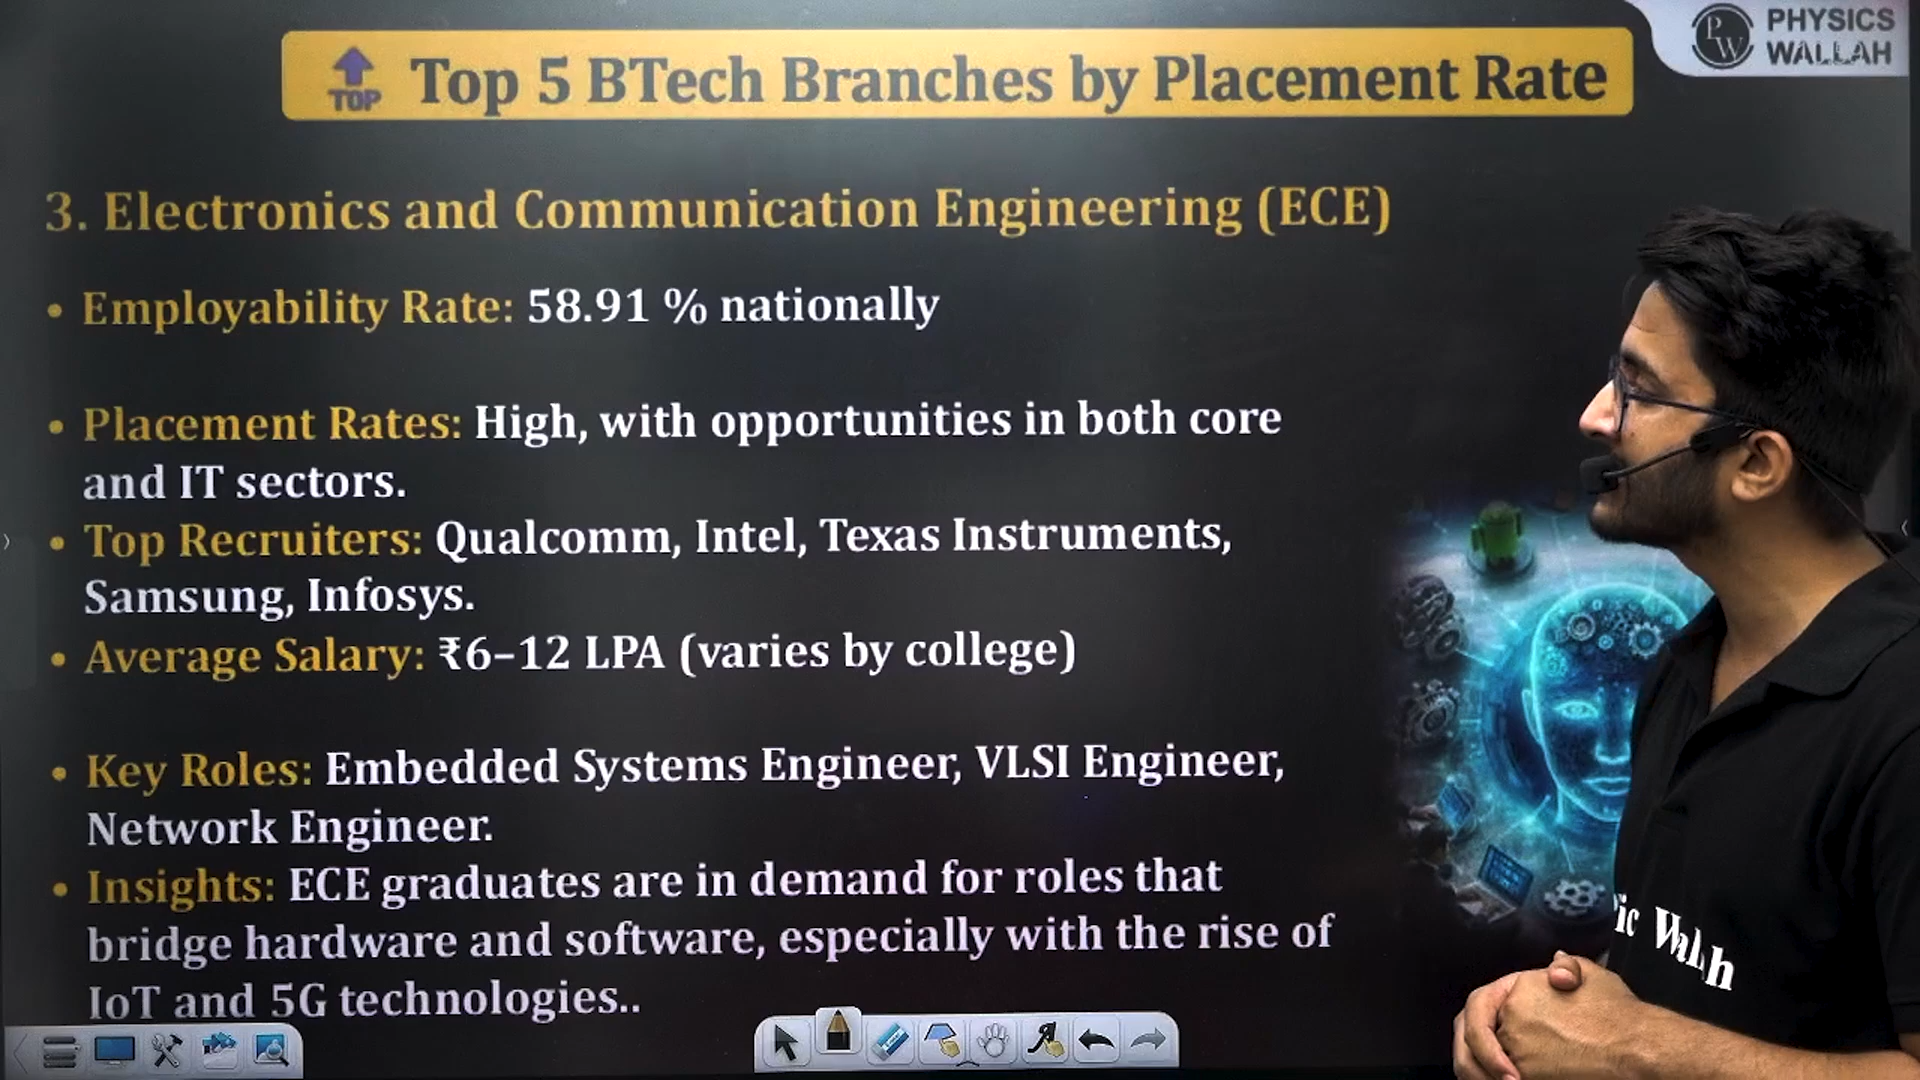 PHYSICS
WALLAH
PW
TOP
Top 5 BTech Branches by Placement Rate
3. Electronics and Communication Engineering (ECE)
• Employability Rate: 58.91 % nationally
• Placement Rates: High, with opportunities in both core
and IT sectors.
• Top Recruiters: Qualcomm, Intel, Texas Instruments,
Samsung, Infosys.
• Average Salary: ₹6–12 LPA (varies by college)
• Key Roles: Embedded Systems Engineer, VLSI Engineer,
Network Engineer.
• Insights: ECE graduates are in demand for roles that
bridge hardware and software, especially with the rise of
IoT and 5G technologies..